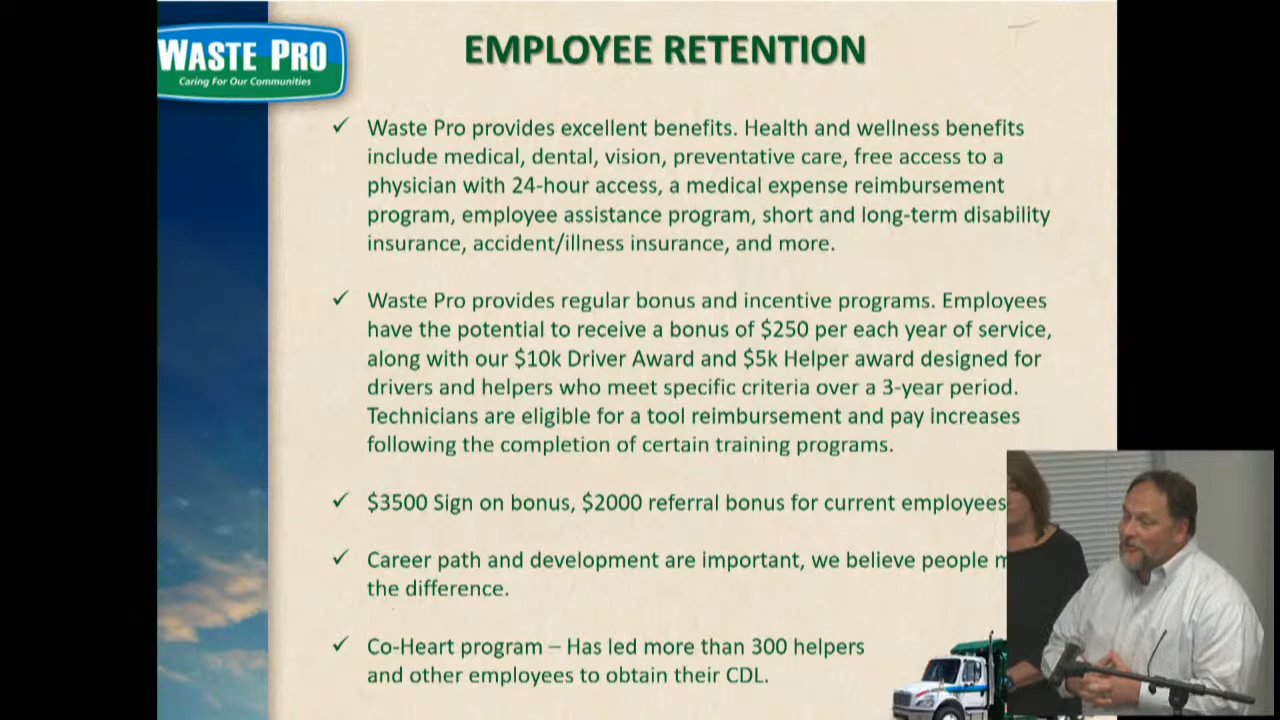 WASTE PRO
Caring For Our Communities
EMPLOYEE RETENTION
✓ Waste Pro provides excellent benefits. Health and wellness benefits
include medical, dental, vision, preventative care, free access to a
physician with 24-hour access, a medical expense reimbursement
program, employee assistance program, short and long-term disability
insurance, accident/illness insurance, and more.
✓ Waste Pro provides regular bonus and incentive programs. Employees
have the potential to receive a bonus of $250 per each year of service,
along with our $10k Driver Award and $5k Helper award designed for
drivers and helpers who meet specific criteria over a 3-year period.
Technicians are eligible for a tool reimbursement and pay increases
following the completion of certain training programs.
✓ $3500 Sign on bonus, $2000 referral bonus for current employees
✓ Career path and development are important, we believe people
the difference.
✓ Co-Heart program – Has led more than 300 helpers
and other employees to obtain their CDL.